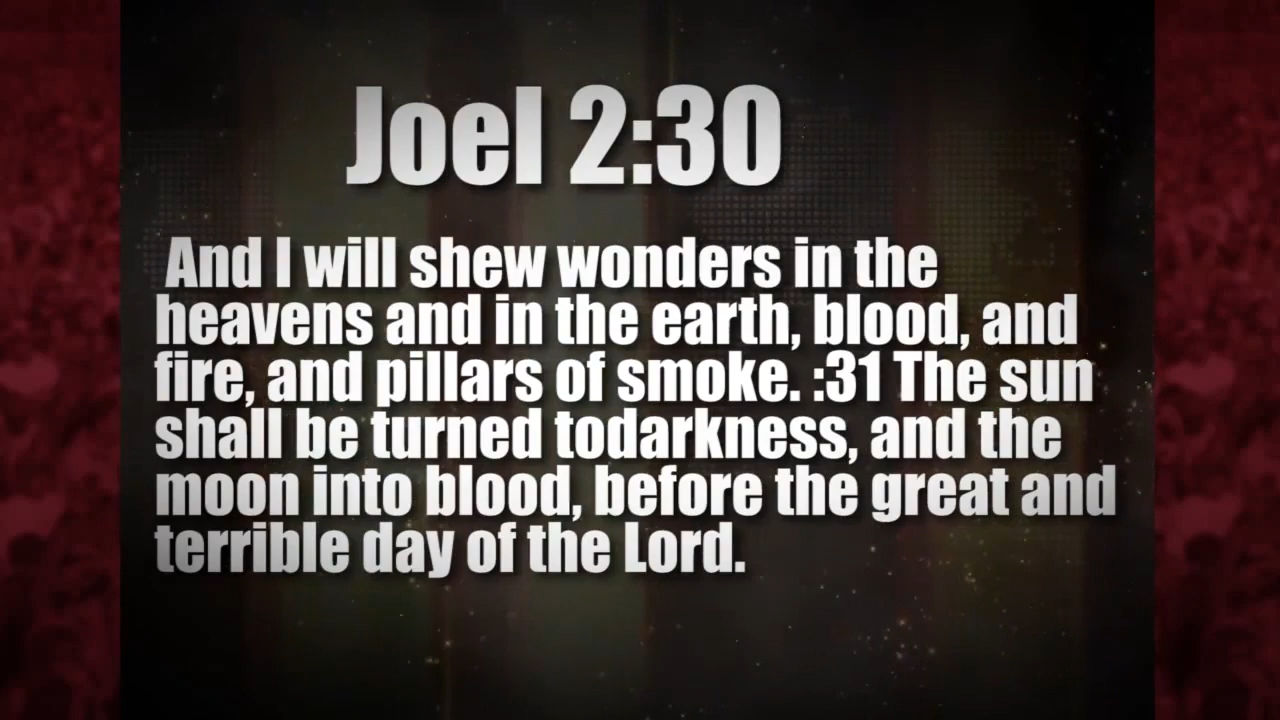 Joel 2:30
And I will shew wonders in the
heavens and in the earth, blood, and
fire, and pillars of smoke. :31 The sun
shall be turned todarkness, and the
moon into blood, before the great and
terrible day of the Lord.